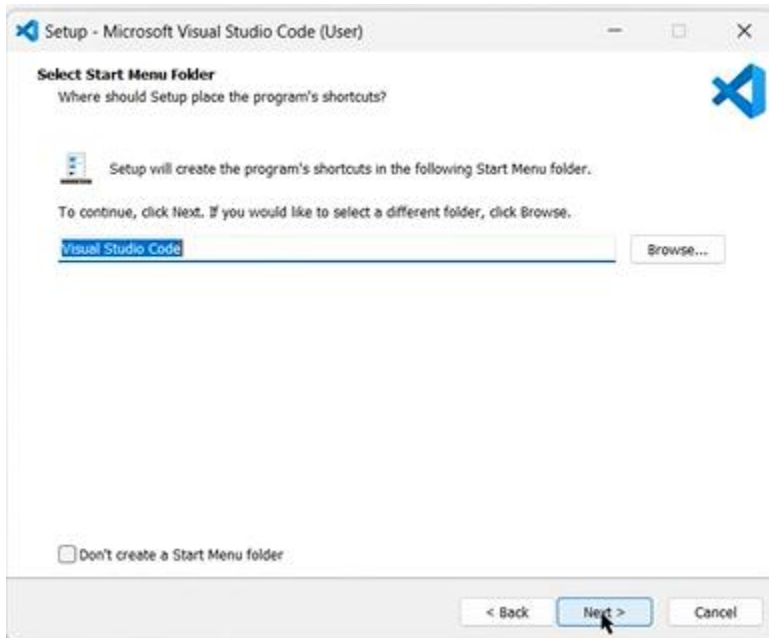 Setup - Microsoft Visual Studio Code (User)
Select Start Menu Folder
Where should Setup place the program's shortcuts?
Setup will create the program's shortcuts in the following Start Menu folder.
To continue, click Next. If you would like to select a different folder, click Browse.
Visual Studio Code
Browse...
Don't create a Start Menu folder
< Back
Next >
Cancel